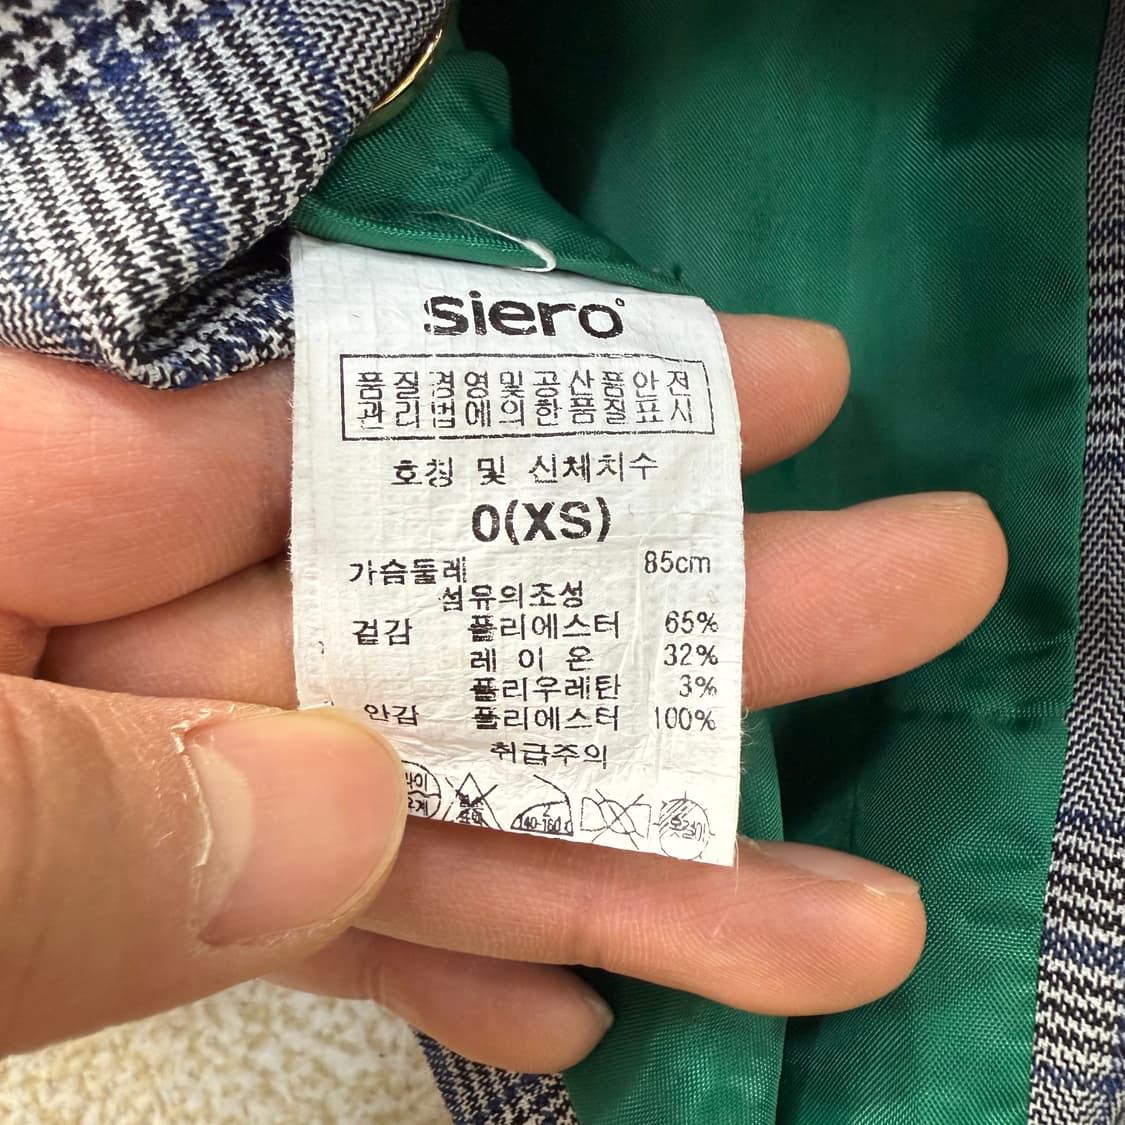 siero
품질경영및공산품안전
관리법에의한품질표시
호칭 및 신체치수
0(XS)
가슴둘레 85cm
섬유의조성
겉감 폴리에스터 65%
레이온 32%
폴리우레탄 3%
안감 폴리에스터 100%
취급주의